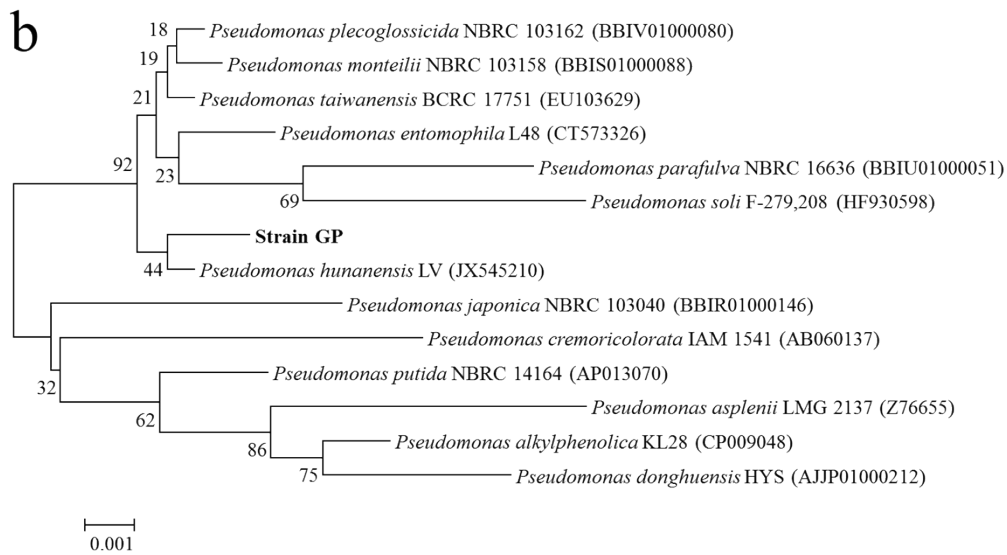 b
18
Pseudomonas plecoglossicida NBRC 103162 (BBIV01000080)
19
Pseudomonas monteilii NBRC 103158 (BBIS01000088)
21
Pseudomonas taiwanensis BCRC 17751 (EU103629)
Pseudomonas entomophila L48 (CT573326)
92
23
Pseudomonas parafulva NBRC 16636 (BBIU01000051)
69
Pseudomonas soli F-279,208 (HF930598)
Strain GP
44
Pseudomonas hunanensis LV (JX545210)
Pseudomonas japonica NBRC 103040 (BBIR01000146)
Pseudomonas cremoricolorata IAM 1541 (AB060137)
32
Pseudomonas putida NBRC 14164 (AP013070)
62
Pseudomonas asplenii LMG 2137 (Z76655)
86
Pseudomonas alkylphenolica KL28 (CP009048)
75
Pseudomonas donghuensis HYS (AJJP01000212)
0.001